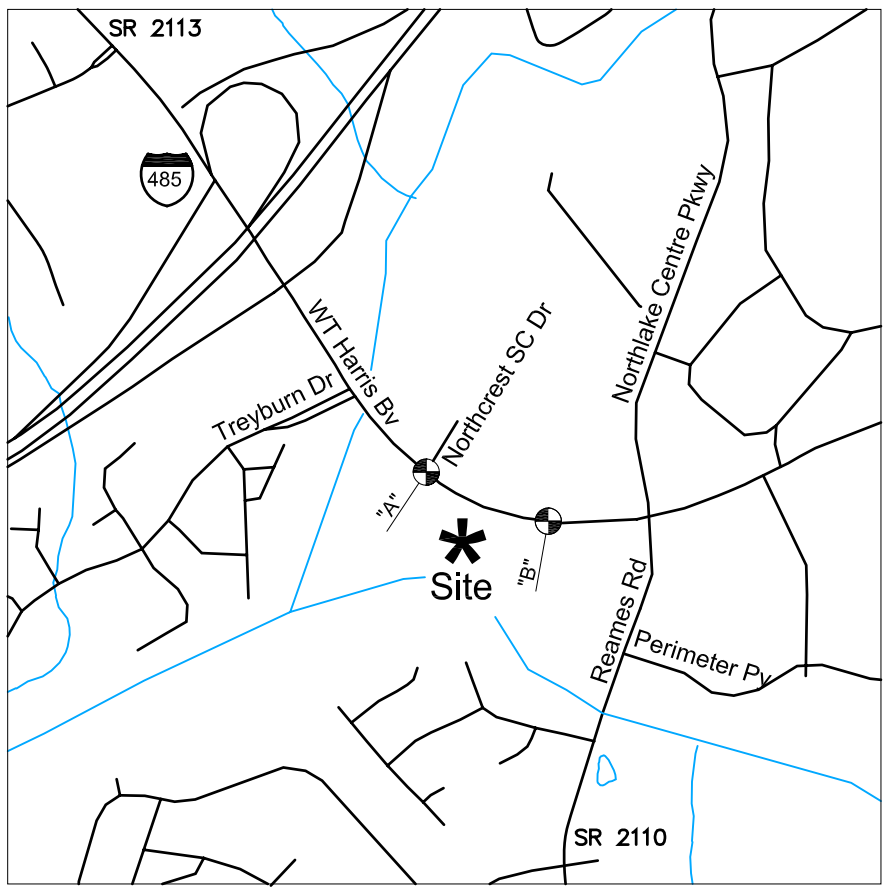 SR 2113
485
Northlake Centre Pkwy
WT Harris Bv
Northcrest SC Dr
Treyburn Dr
"A"
"B"
Site
Reames Rd
Perimeter Py
SR 2110